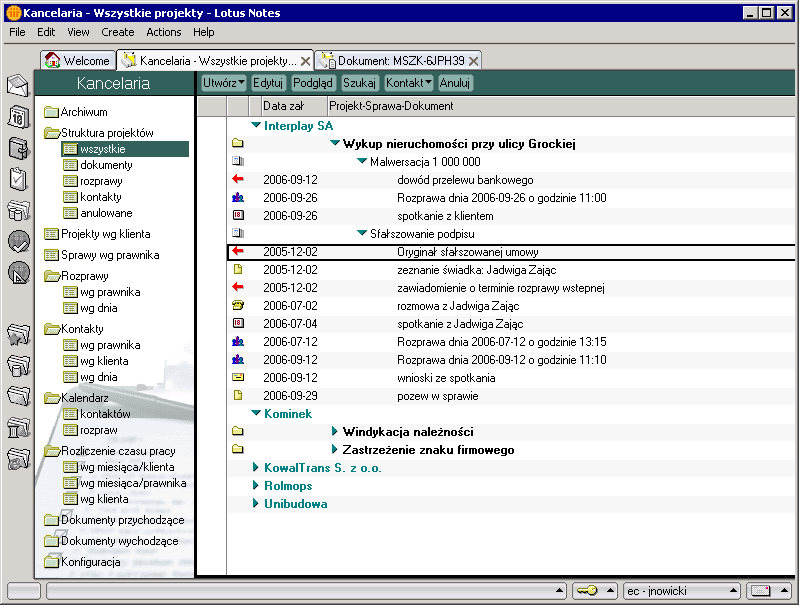 Kancelaria - Wszystkie projekty - Lotus Notes
File Edit View Create Actions Help
Welcome
Kancelaria - Wszystkie projekty...
Dokument: MSZK-6JPH39
Kancelaria
Utwórz Edytuj Podgląd Szukaj Kontakt Anuluj
Archiwum
Struktura projektów
wszystkie
dokumenty
rozprawy
kontakty
anulowane
Projekty wg klienta
Sprawy wg prawnika
Rozprawy
wg prawnika
wg dnia
Kontakty
wg prawnika
wg klienta
wg dnia
Kalendarz
kontaktów
rozpraw
Rozliczenie czasu pracy
wg miesiąca/klienta
wg miesiąca/prawnika
wg klienta
Dokumenty przychodzące
Dokumenty wychodzące
Konfiguracja
Data zał Projekt-Sprawa-Dokument
Interplay SA
Wykup nieruchomości przy ulicy Grockiej
Malwersacja 1 000 000
2006-09-12 dowód przelewu bankowego
2006-09-26 Rozprawa dnia 2006-09-26 o godzinie 11:00
2006-09-26 spotkanie z klientem
Sfałszowanie podpisu
2005-12-02 Oryginał sfałszowanej umowy
2005-12-02 zeznanie świadka: Jadwiga Zając
2005-12-02 zawiadomienie o terminie rozprawy wstepnej
2006-07-02 rozmowa z Jadwiga Zając
2006-07-04 spotkanie z Jadwiga Zając
2006-07-12 Rozprawa dnia 2006-07-12 o godzinie 13:15
2006-09-12 Rozprawa dnia 2006-09-12 o godzinie 11:10
2006-09-12 wnioski ze spotkania
2006-09-29 pozew w sprawie
Kominek
Windykacja należności
Zastrzeżenie znaku firmowego
KowalTrans S. z o.o.
Rolmops
Unibudowa
ec - jnowicki